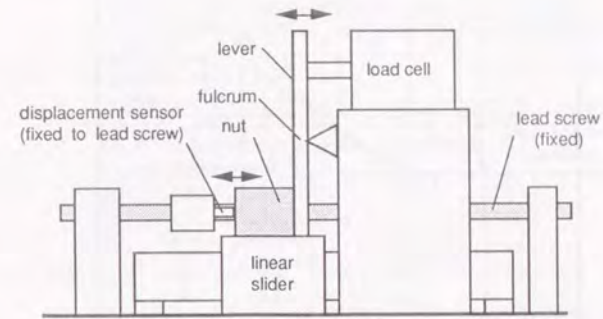 lever
load cell
fulcrum
displacement sensor
(fixed to lead screw)
nut
lead screw
(fixed)
linear
slider